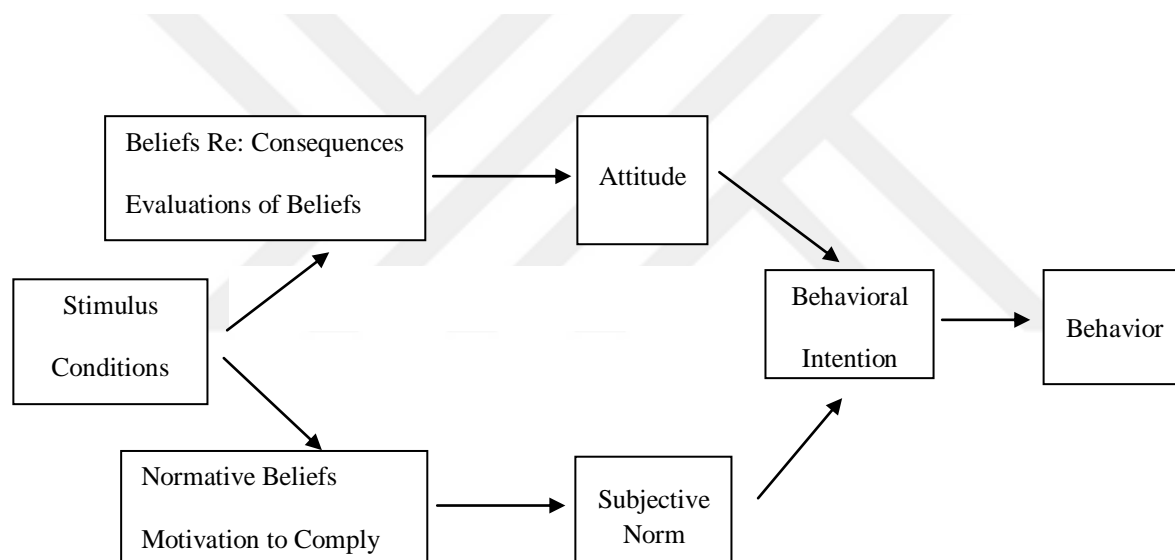 Beliefs Re: Consequences
Evaluations of Beliefs
Attitude
Stimulus
Conditions
Behavioral
Intention
Behavior
Normative Beliefs
Motivation to Comply
Subjective
Norm